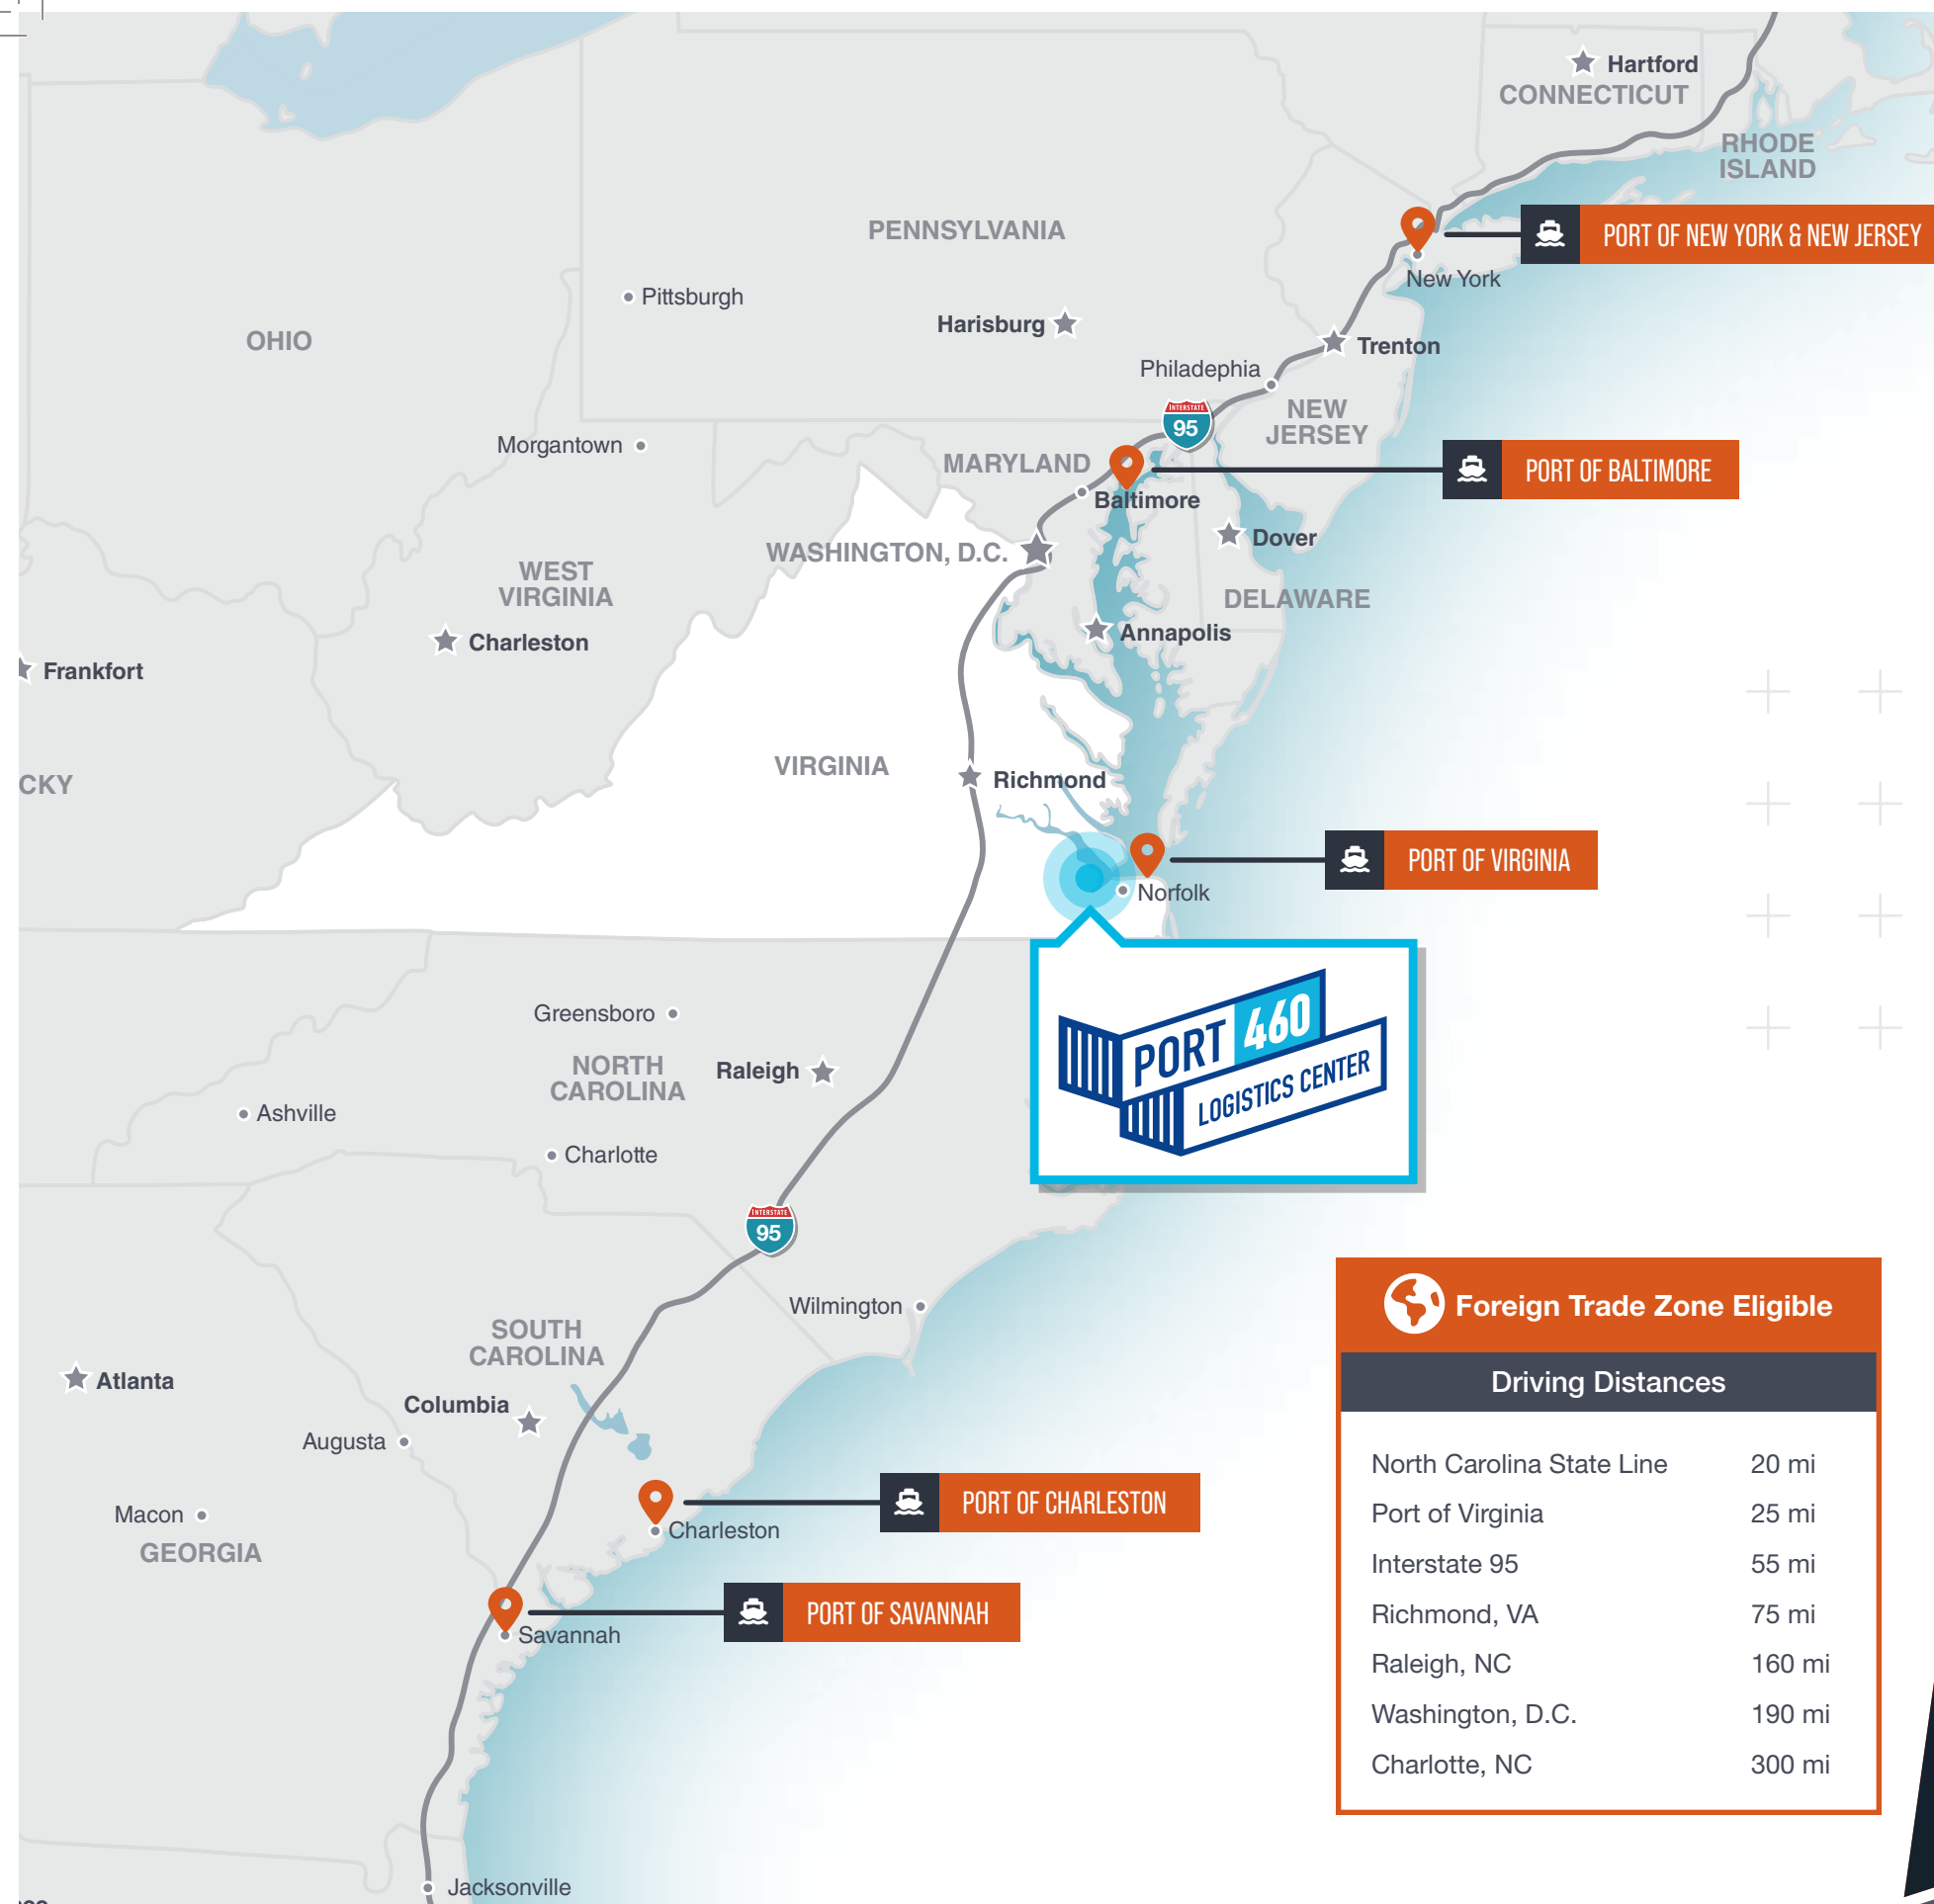 Hartford
CONNECTICUT
RHODE
ISLAND
PENNSYLVANIA
PORT OF NEW YORK & NEW JERSEY
New York
Pittsburgh
Harisburg
OHIO
Trenton
Philadephia
INTERSTATE
95
NEW
JERSEY
Morgantown
MARYLAND
PORT OF BALTIMORE
Baltimore
WASHINGTON, D.C.
Dover
WEST
VIRGINIA
DELAWARE
Charleston
Annapolis
Frankfort
VIRGINIA
Richmond
CKY
PORT OF VIRGINIA
Norfolk
PORT 460
LOGISTICS CENTER
Greensboro
NORTH
CAROLINA
Raleigh
Ashville
Charlotte
INTERSTATE
95
Wilmington
SOUTH
CAROLINA
Atlanta
Columbia
Augusta
Macon
GEORGIA
PORT OF CHARLESTON
Charleston
PORT OF SAVANNAH
Savannah
Jacksonville
Foreign Trade Zone Eligible
Driving Distances
North Carolina State Line 20 mi
Port of Virginia 25 mi
Interstate 95 55 mi
Richmond, VA 75 mi
Raleigh, NC 160 mi
Washington, D.C. 190 mi
Charlotte, NC 300 mi